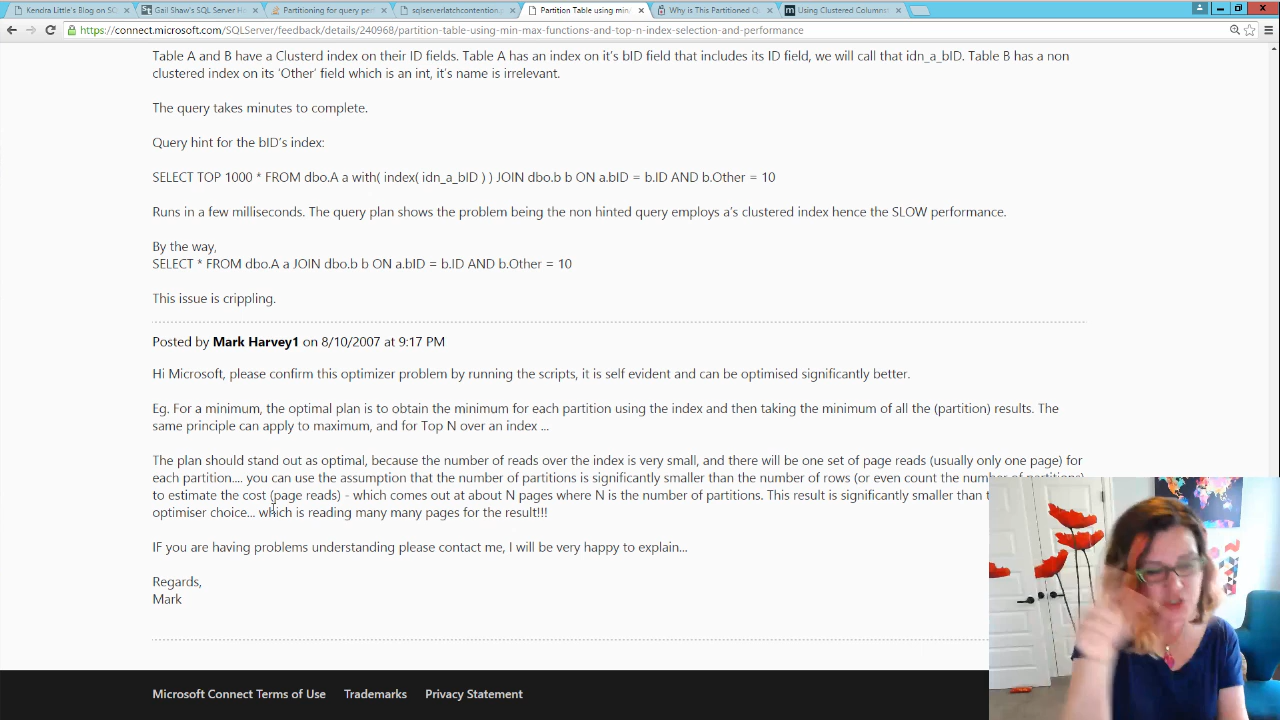 Kendra Little's Blog on SQ
Gail Shaw's SQL Server Ho
Partitioning for query per
sqlserverlatchcontention.p
Partition Table using min/
Why is This Partitioned Q
Using Clustered Columns
https://connect.microsoft.com/SQLServer/feedback/details/240968/partition-table-using-min-max-functions-and-top-n-index-selection-and-performance
Table A and B have a Clusterd index on their ID fields. Table A has an index on it's bID field that includes its ID field, we will call that idn_a_bID. Table B has a non
clustered index on its 'Other' field which is an int, it's name is irrelevant.
The query takes minutes to complete.
Query hint for the bID's index:
SELECT TOP 1000 * FROM dbo.A a with( index( idn_a_bID ) ) JOIN dbo.b b ON a.bID = b.ID AND b.Other = 10
Runs in a few milliseconds. The query plan shows the problem being the non hinted query employs a's clustered index hence the SLOW performance.
By the way,
SELECT * FROM dbo.A a JOIN dbo.b b ON a.bID = b.ID AND b.Other = 10
This issue is crippling.
Posted by Mark Harvey1 on 8/10/2007 at 9:17 PM
Hi Microsoft, please confirm this optimizer problem by running the scripts, it is self evident and can be optimised significantly better.
Eg. For a minimum, the optimal plan is to obtain the minimum for each partition using the index and then taking the minimum of all the (partition) results. The
same principle can apply to maximum, and for Top N over an index ...
The plan should stand out as optimal, because the number of reads over the index is very small, and there will be one set of page reads (usually only one page) for
each partition.... you can use the assumption that the number of partitions is significantly smaller than the number of rows (or even count the number of partitions)
to estimate the cost (page reads) - which comes out at about N pages where N is the number of partitions. This result is significantly smaller than
optimiser choice... which is reading many many pages for the result!!!
IF you are having problems understanding please contact me, I will be very happy to explain...
Regards,
Mark
Microsoft Connect Terms of Use Trademarks Privacy Statement